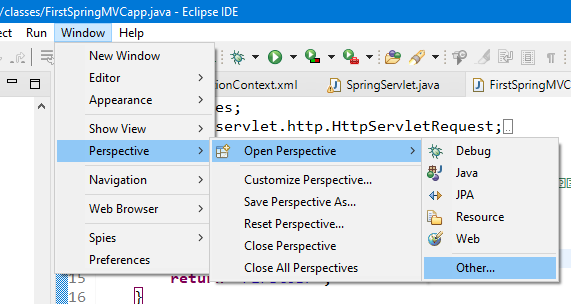 /classes/FirstSpringMVCapp.java - Eclipse IDE
ct Run Window Help
New Window
Editor
Appearance
Show View
Perspective
Navigation
Web Browser
Spies
Preferences
Open Perspective
Customize Perspective...
Save Perspective As...
Reset Perspective...
Close Perspective
Close All Perspectives
Debug
Java
JPA
Resource
Web
Other...
tionContext.xml SpringServlet.java FirstSpringMVC
es;
servlet.http.HttpServletRequest;
15 return
16 }